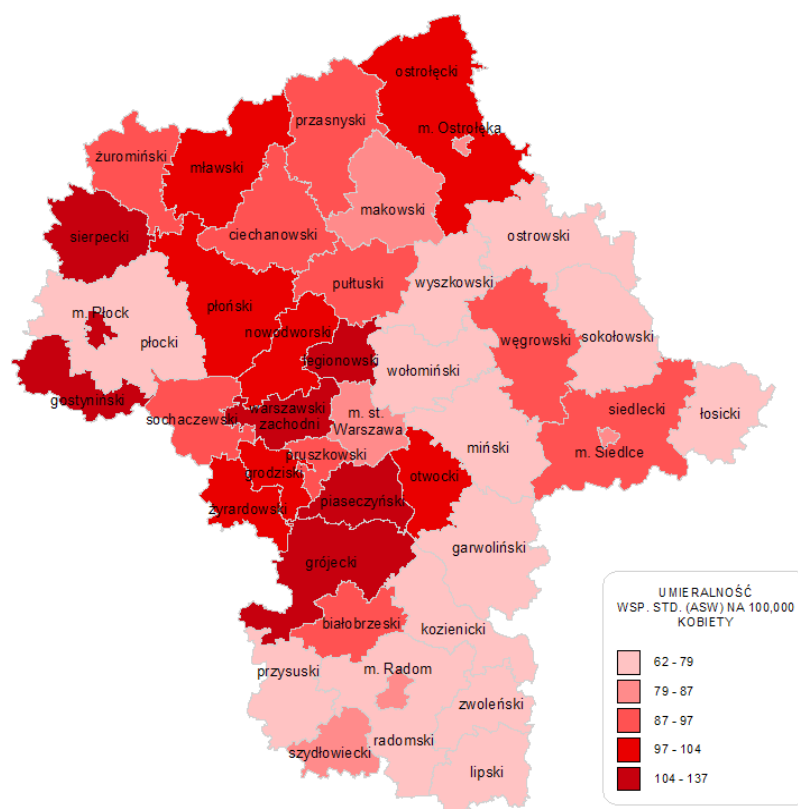 ostrołęcki
przasnyski
m. Ostrołęka
żuromiński
mławski
makowski
sierpecki
ciechanowski
ostrowski
pułtuski
wyszkowski
m. Płock
płoński
nowodworski
sokołowski
płocki
węgrowski
legionowski
wołomiński
gostyniński
siedlecki
warszawski
zachodni
m. st.
Warszawa
łosicki
sochaczewski
miński
m. Siedlce
pruszkowski
grodziski
otwocki
piaseczyński
żyrardowski
garwoliński
grójecki
białobrzeski
kozienicki
przysuski
m. Radom
zwoleński
radomski
szydłowiecki
lipski
UMIERALNOŚĆ
WSP. STD. (ASW) NA 100,000
KOBIETY
62 - 79
79 - 87
87 - 97
97 - 104
104 - 137